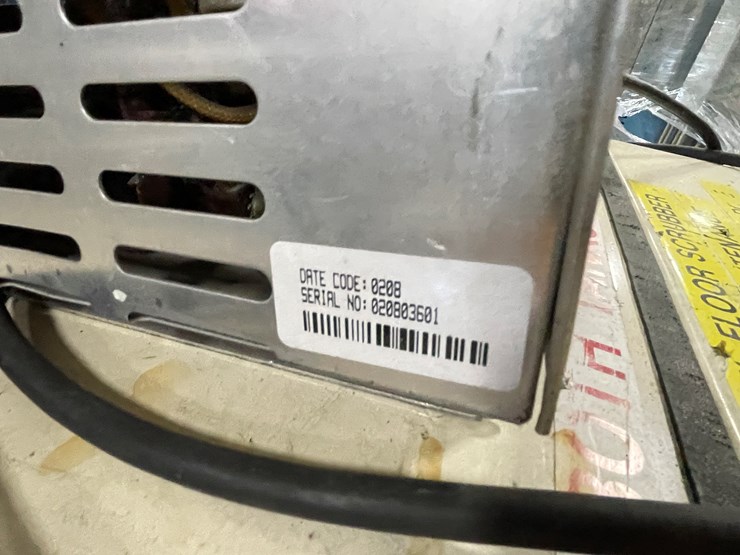 DATE CODE: 0208
SERIAL NO: 020803601
FLOOR SCRUBBER